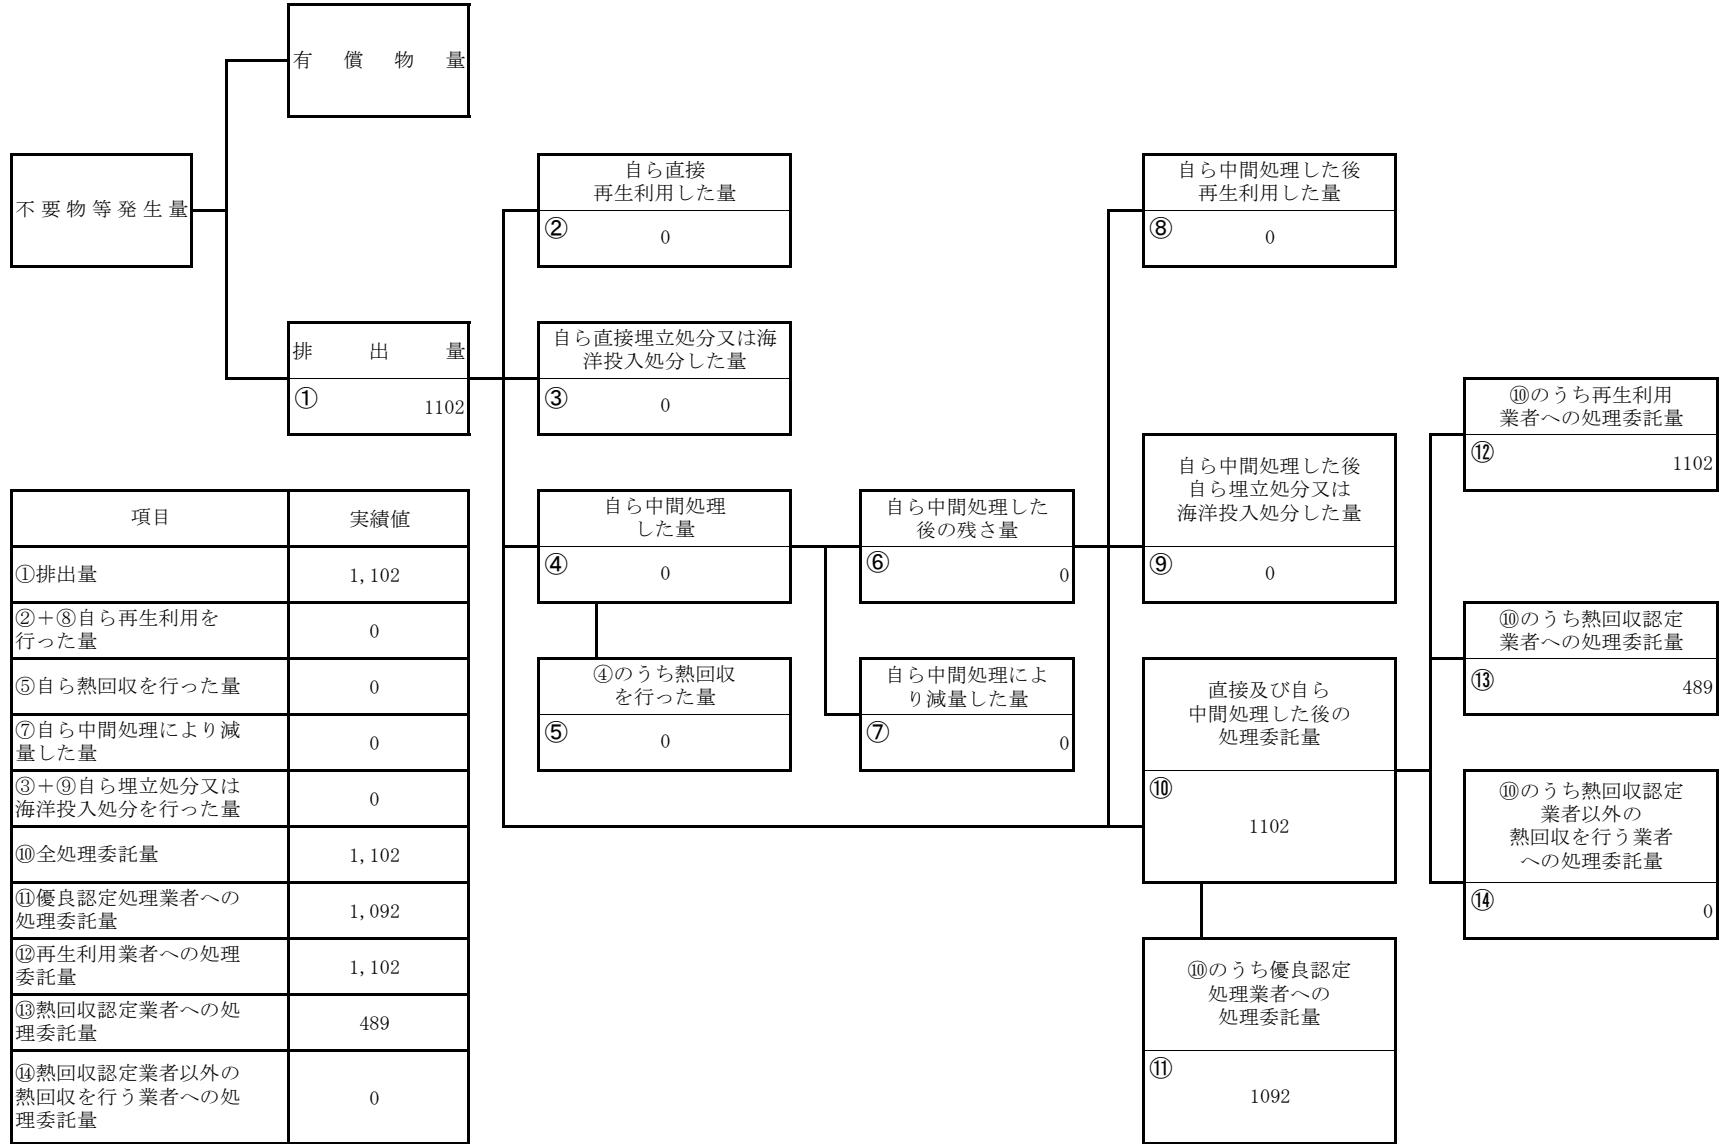 有償物量
不要物等発生量
自ら直接
再生利用した量
②
0
自ら中間処理した後
再生利用した量
⑧
0
排出量
①
1102
自ら直接埋立処分又は海
洋投入処分した量
③
0
⑩のうち再生利用
業者への処理委託量
⑫
1102
自ら中間処理
した量
④
0
自ら中間処理した
後の残さ量
⑥
0
自ら中間処理した後
自ら埋立処分又は
海洋投入処分した量
⑨
0
④のうち熱回収
を行った量
⑤
0
自ら中間処理によ
り減量した量
⑦
0
直接及び自ら
中間処理した後の
処理委託量
⑩
1102
⑩のうち熱回収認定
業者への処理委託量
⑬
489
⑩のうち熱回収認定
業者以外の
熱回収を行う業者
への処理委託量
⑭
0
⑩のうち優良認定
処理業者への
処理委託量
⑪
1092
項目
実績値
①排出量
1,102
②＋⑧自ら再生利用を
行った量
0
⑤自ら熱回収を行った量
0
⑦自ら中間処理により減
量した量
0
③＋⑨自ら埋立処分又は
海洋投入処分を行った量
0
⑩全処理委託量
1,102
⑪優良認定処理業者への
処理委託量
1,092
⑫再生利用業者への処理
委託量
1,102
⑬熱回収認定業者への処
理委託量
489
⑭熱回収認定業者以外の
熱回収を行う業者への処
理委託量
0